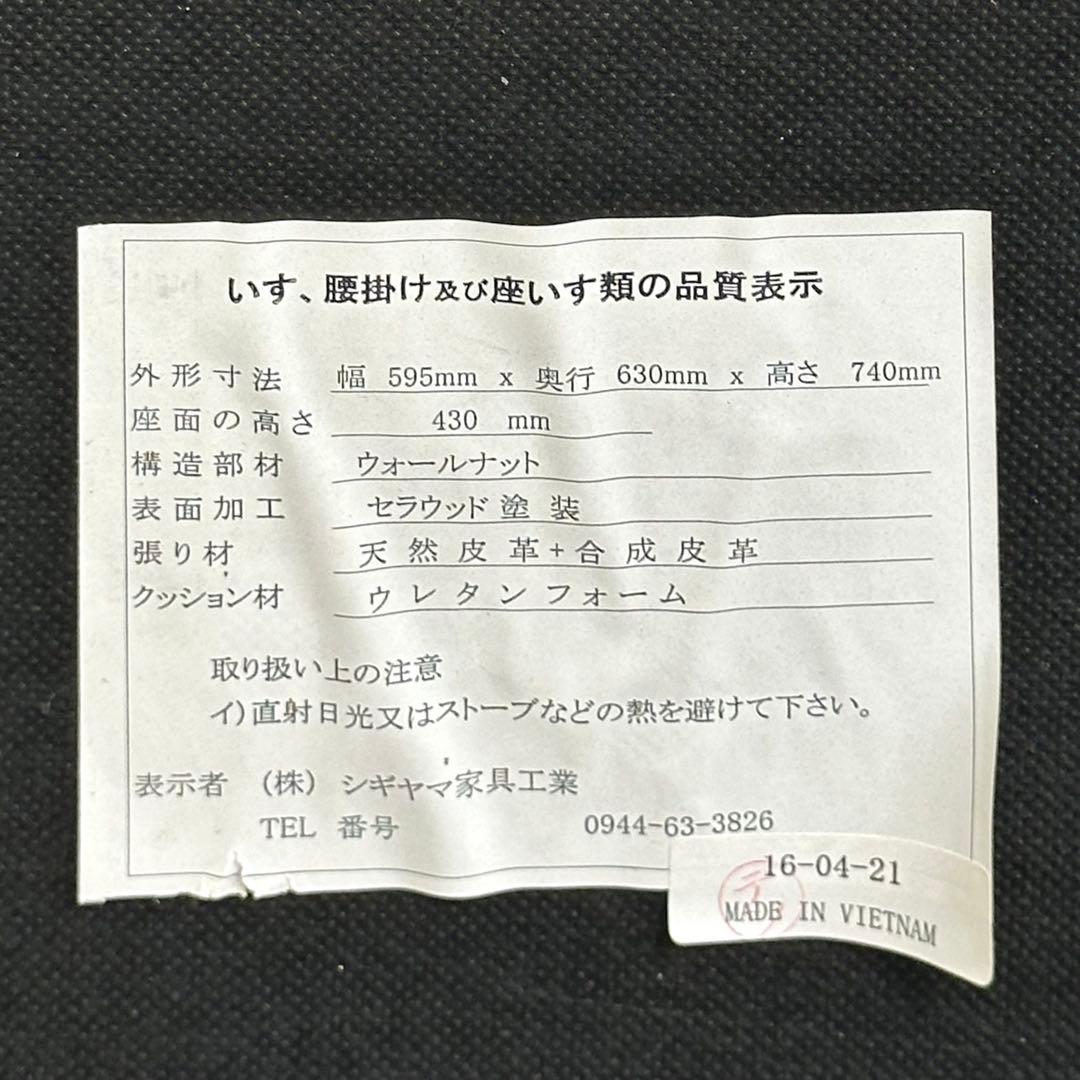 いす、腰掛け及び座いす類の品質表示
外形寸法 幅 595mm x 奥行 630mm x 高さ 740mm
座面の高さ 430 mm
構造部材 ウォールナット
表面加工 セラウッド塗装
張り材 天然皮革+合成皮革
クッション材 ウレタンフォーム
取り扱い上の注意
イ)直射日光又はストーブなどの熱を避けて下さい。
表示者 (株) シギヤマ家具工業
TEL 番号 0944-63-3826
16-04-21
MADE IN VIETNAM